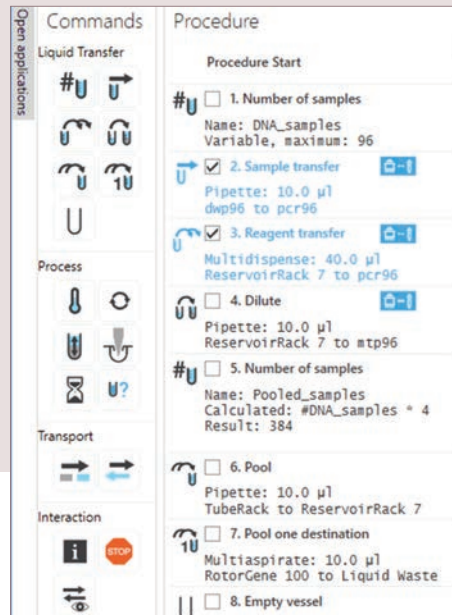 Open applications
Commands
Liquid Transfer
#
1
Process
?
Transport
Interaction
i
STOP
Procedure
Procedure Start
# 1. Number of samples
Name: DNA_samples
Variable, maximum: 96
2. Sample transfer
Pipette: 10.0 µl
dwp96 to pcr96
3. Reagent transfer
Multidispense: 40.0 µl
ReservoirRack 7 to pcr96
4. Dilute
Pipette: 10.0 µl
ReservoirRack 7 to mtp96
# 5. Number of samples
Name: Pooled_samples
Calculated: #DNA_samples * 4
Result: 384
6. Pool
Pipette: 10.0 µl
TubeRack to ReservoirRack 7
1 7. Pool one destination
Multiaspirate: 10.0 µl
RotorGene 100 to Liquid Waste
8. Empty vessel